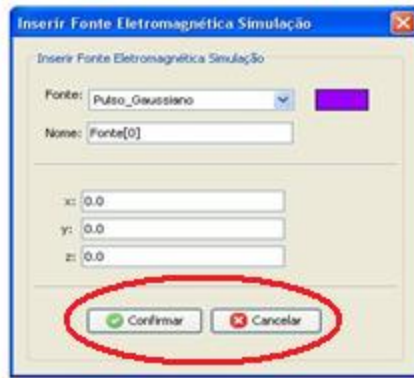 Inserir Fonte Eletromagnética Simulação
Inserir Fonte Eletromagnética Simulação
Fonte: Pulso_Gaussiano
Nome: Fonte[0]
x: 0.0
y: 0.0
z: 0.0
Confirmar Cancelar